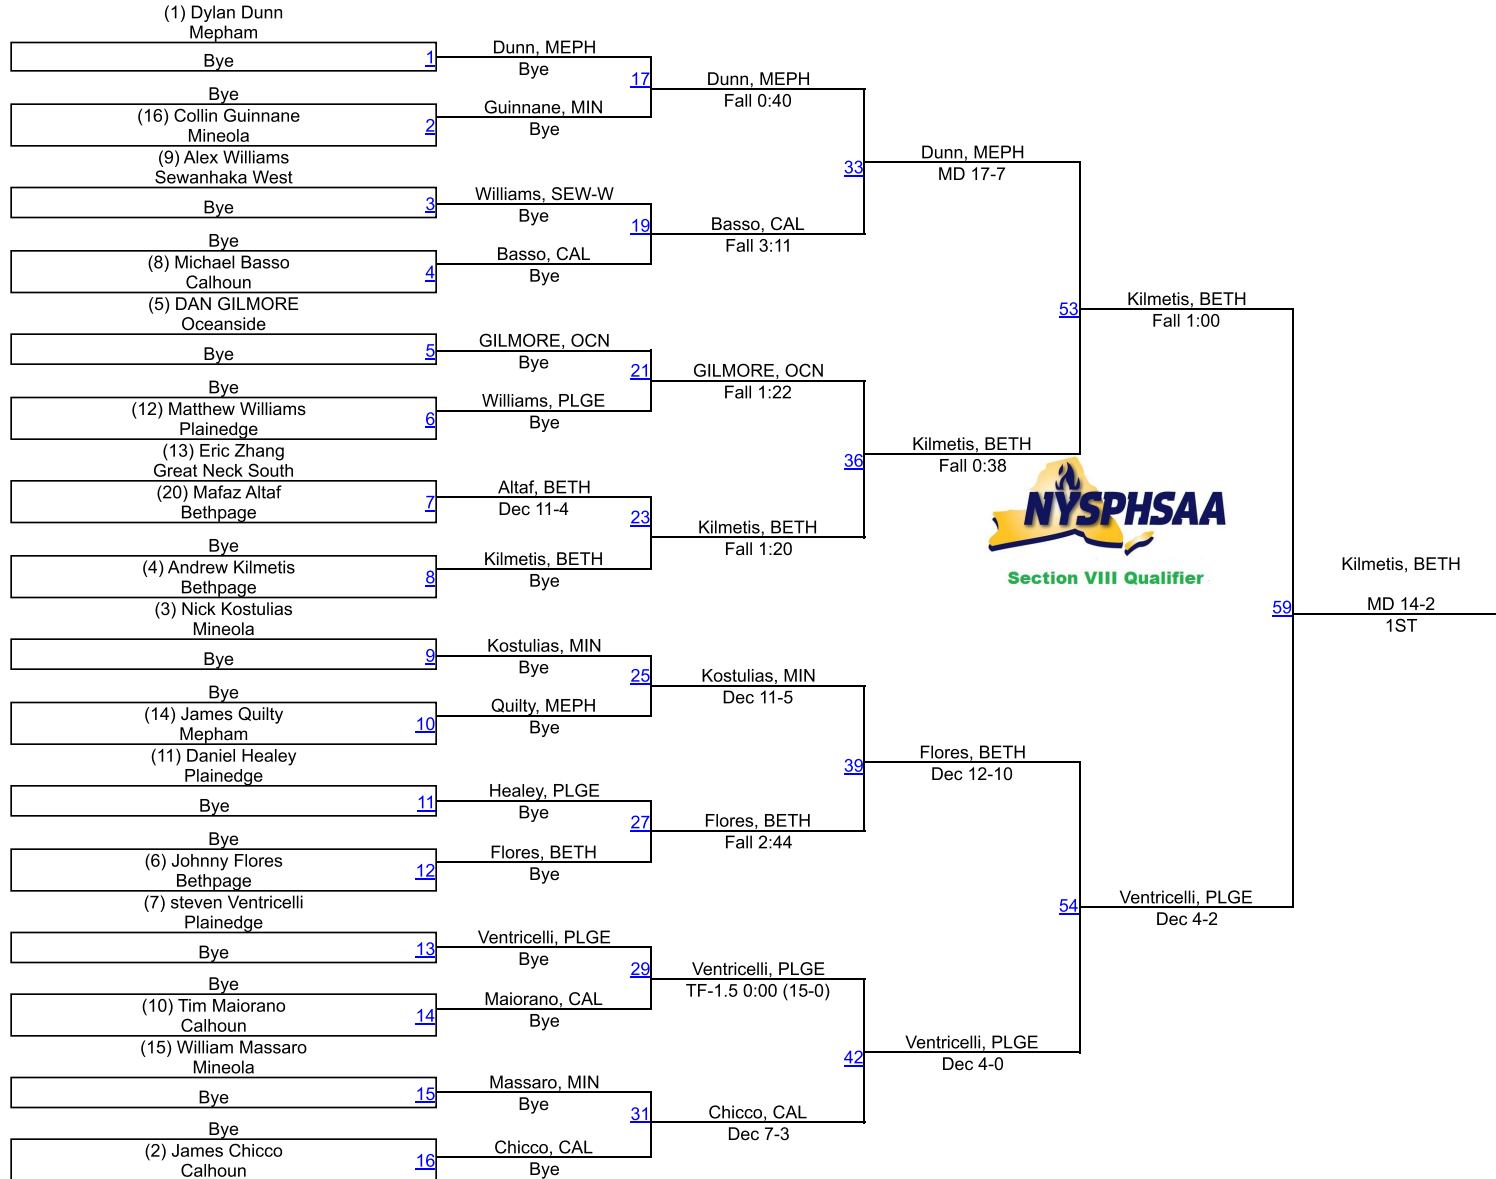 (1) Dylan Dunn
Mepham
Bye
1
Bye
(16) Collin Guinnane
Mineola
2
(9) Alex Williams
Sewanhaka West
Bye
3
Bye
(8) Michael Basso
Calhoun
4
(5) DAN GILMORE
Oceanside
Bye
5
Bye
(12) Matthew Williams
Plainedge
6
(13) Eric Zhang
Great Neck South
(20) Mafaz Altaf
Bethpage
7
Bye
(4) Andrew Kilmetis
Bethpage
8
(3) Nick Kostulias
Mineola
Bye
9
Bye
(14) James Quilty
Mepham
10
(11) Daniel Healey
Plainedge
Bye
11
Bye
(6) Johnny Flores
Bethpage
12
(7) steven Ventricelli
Plainedge
Bye
13
Bye
(10) Tim Maiorano
Calhoun
14
(15) William Massaro
Mineola
Bye
15
Bye
(2) James Chicco
Calhoun
16
Dunn, MEPH
Bye
17
Guinnane, MIN
Bye
Williams, SEW-W
Bye
19
Basso, CAL
Bye
GILMORE, OCN
Bye
21
Williams, PLGE
Bye
Altaf, BETH
Dec 11-4
23
Kilmetis, BETH
Bye
Kostulias, MIN
Bye
25
Quilty, MEPH
Bye
Healey, PLGE
Bye
27
Flores, BETH
Bye
Ventricelli, PLGE
Bye
29
Maiorano, CAL
Bye
Massaro, MIN
Bye
31
Chicco, CAL
Bye
Dunn, MEPH
Fall 0:40
33
Basso, CAL
Fall 3:11
GILMORE, OCN
Fall 1:22
36
Kilmetis, BETH
Fall 1:20
Kostulias, MIN
Dec 11-5
39
Flores, BETH
Fall 2:44
Ventricelli, PLGE
TF-1.5 0:00 (15-0)
42
Chicco, CAL
Dec 7-3
Dunn, MEPH
MD 17-7
53
Kilmetis, BETH
Fall 0:38
NYSPHSAA
Section VIII Qualifier
Flores, BETH
Dec 12-10
54
Ventricelli, PLGE
Dec 4-0
Kilmetis, BETH
Fall 1:00
59
Ventricelli, PLGE
Dec 4-2
Kilmetis, BETH
MD 14-2
1ST